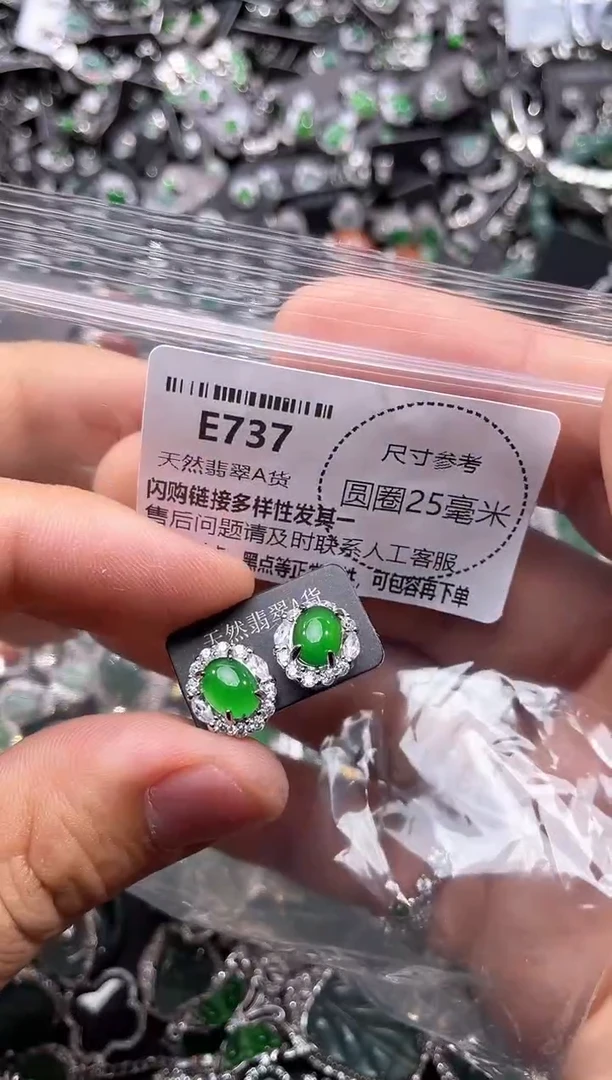 E737
天然翡翠A货
尺寸参考
圆圈25毫米
闪购链接多样性发其一
售后问题请及时联系人工客服
黑点等正常
可包容再下单
天然翡翠A货